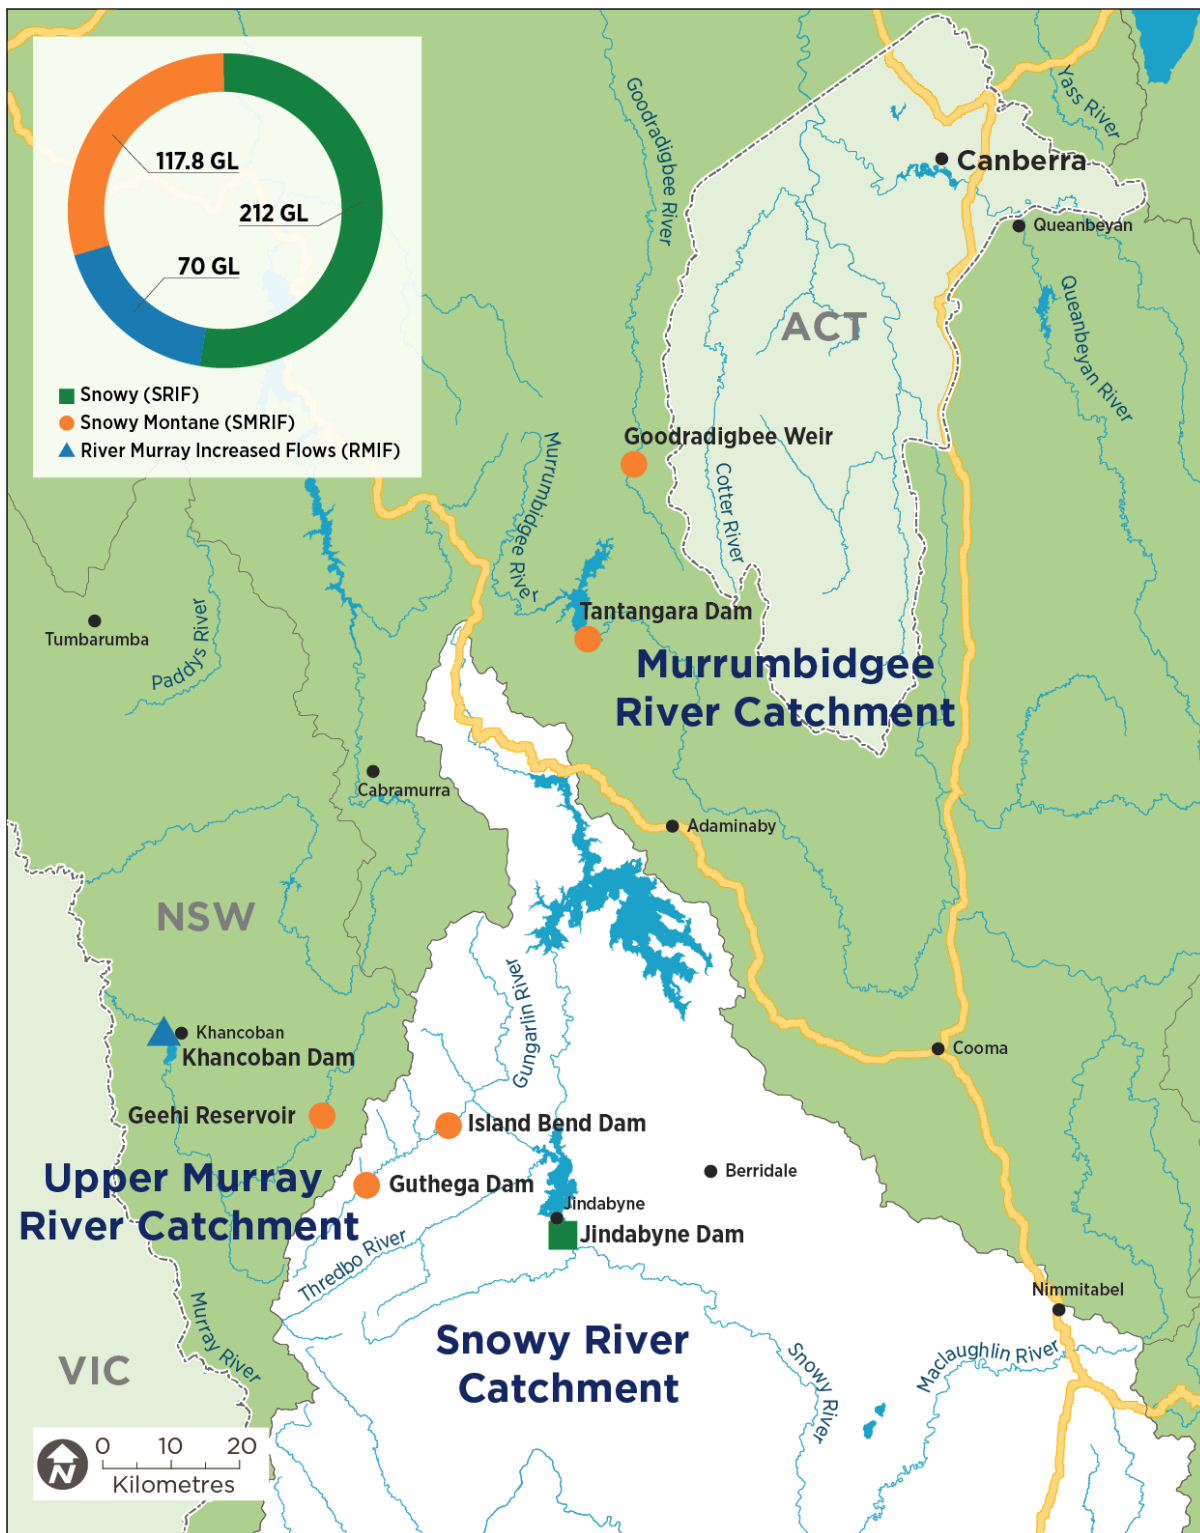 117.8 GL
212 GL
70 GL
Snowy (SRIF)
Snowy Montane (SMRIF)
River Murray Increased Flows (RMIF)
Goodradigbee River
Yass River
Canberra
Queanbeyan
Queanbeyan River
ACT
Goodradigbee Weir
Murrumbidgee River
Cotter River
Tantangara Dam
Tumbarumba
Paddys River
Murrumbidgee
River Catchment
Cabramurra
Adaminaby
NSW
Gungarlin River
Khancoban
Khancoban Dam
Cooma
Geehi Reservoir
Island Bend Dam
Upper Murray
River Catchment
Guthega Dam
Berridale
Jindabyne
Jindabyne Dam
Thredbo River
Nimmitabel
Murray River
Snowy River
Catchment
Snowy River
Maclaughlin River
VIC
N
0 10 20
Kilometres